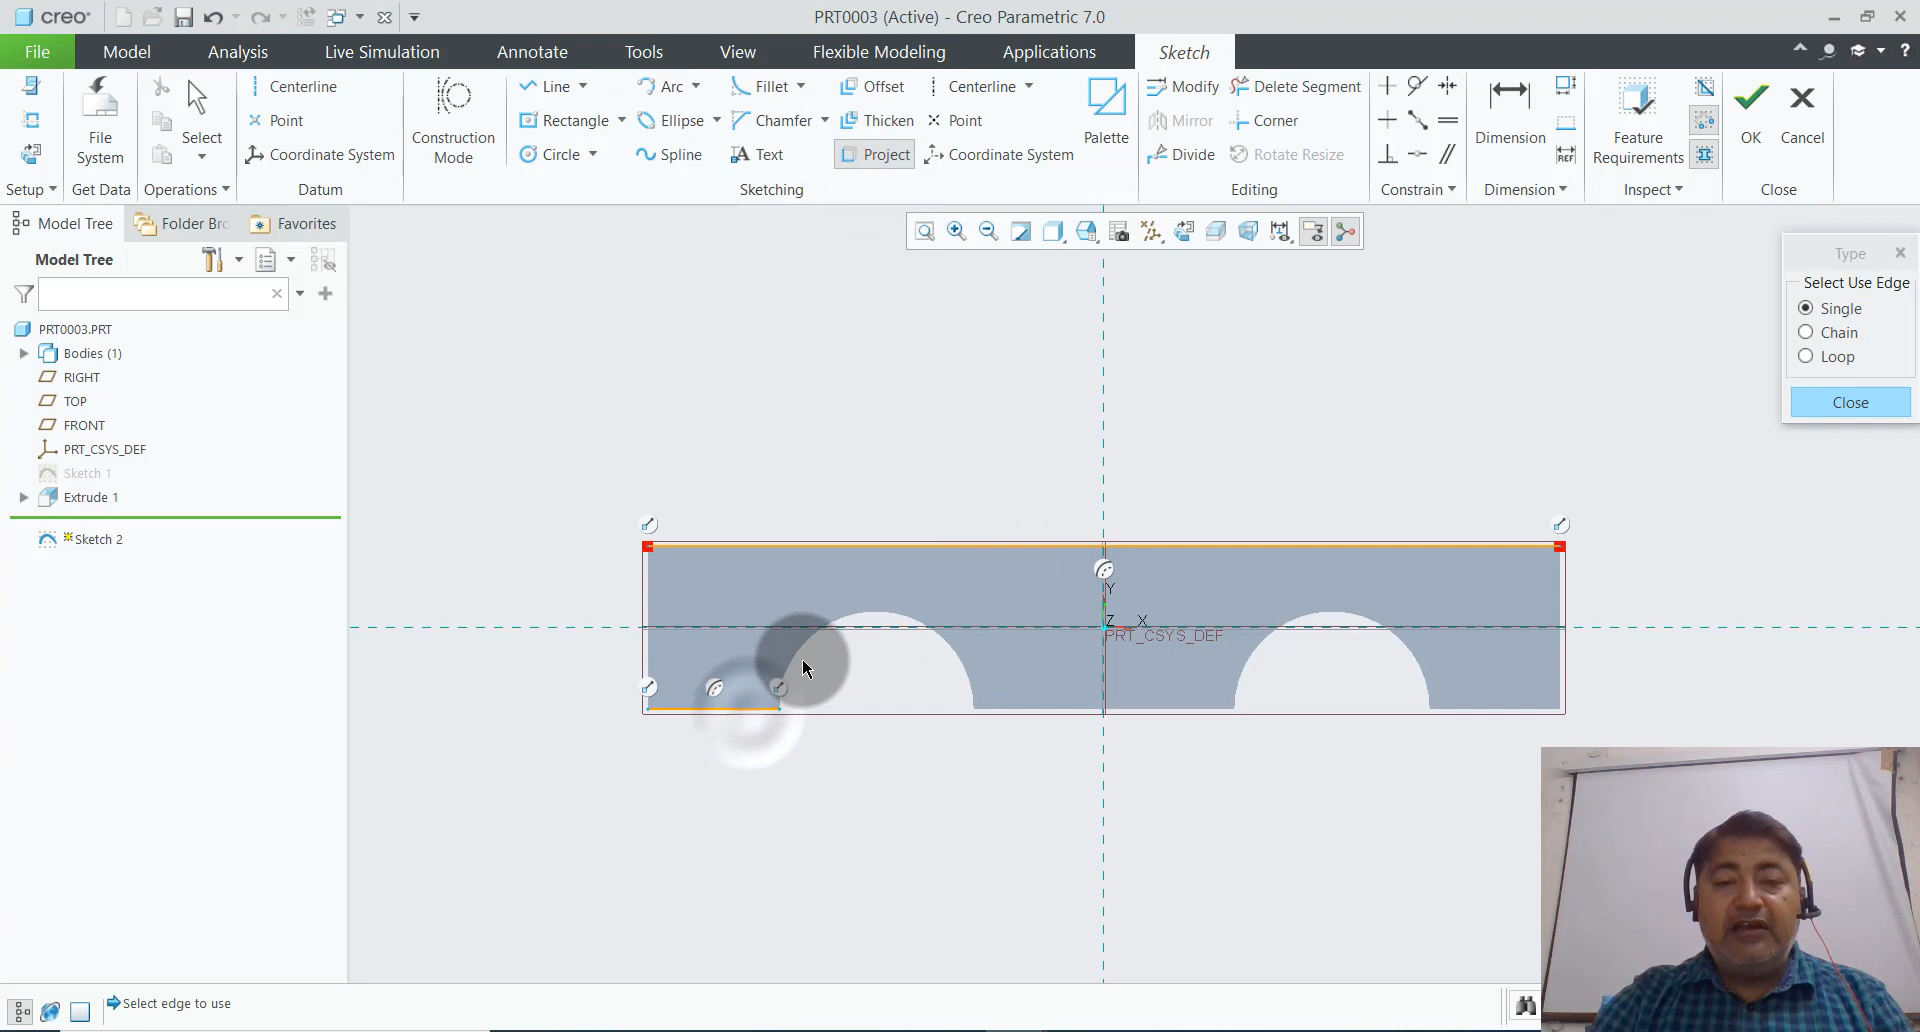 creo
PRT0003 (Active) - Creo Parametric 7.0
File Model Analysis Live Simulation Annotate Tools View Flexible Modeling Applications Sketch
Centerline Line Arc Fillet Offset Centerline Modify Delete Segment
Point Rectangle Ellipse Chamfer Thicken Point Mirror Corner
Coordinate System Circle Spline Text Project Coordinate System Divide Rotate Resize
File System
Select
Construction Mode
Palette
Dimension
REF
Feature Requirements
OK
Cancel
Setup Get Data Operations Datum Sketching Editing Constrain Dimension Inspect Close
Model Tree Folder Bro Favorites
Model Tree
PRT0003.PRT
Bodies (1)
RIGHT
TOP
FRONT
PRT_CSYS_DEF
Sketch 1
Extrude 1
Sketch 2
Type
Select Use Edge
Single
Chain
Loop
Close
Y
Z X
PRT_CSYS_DEF
Select edge to use